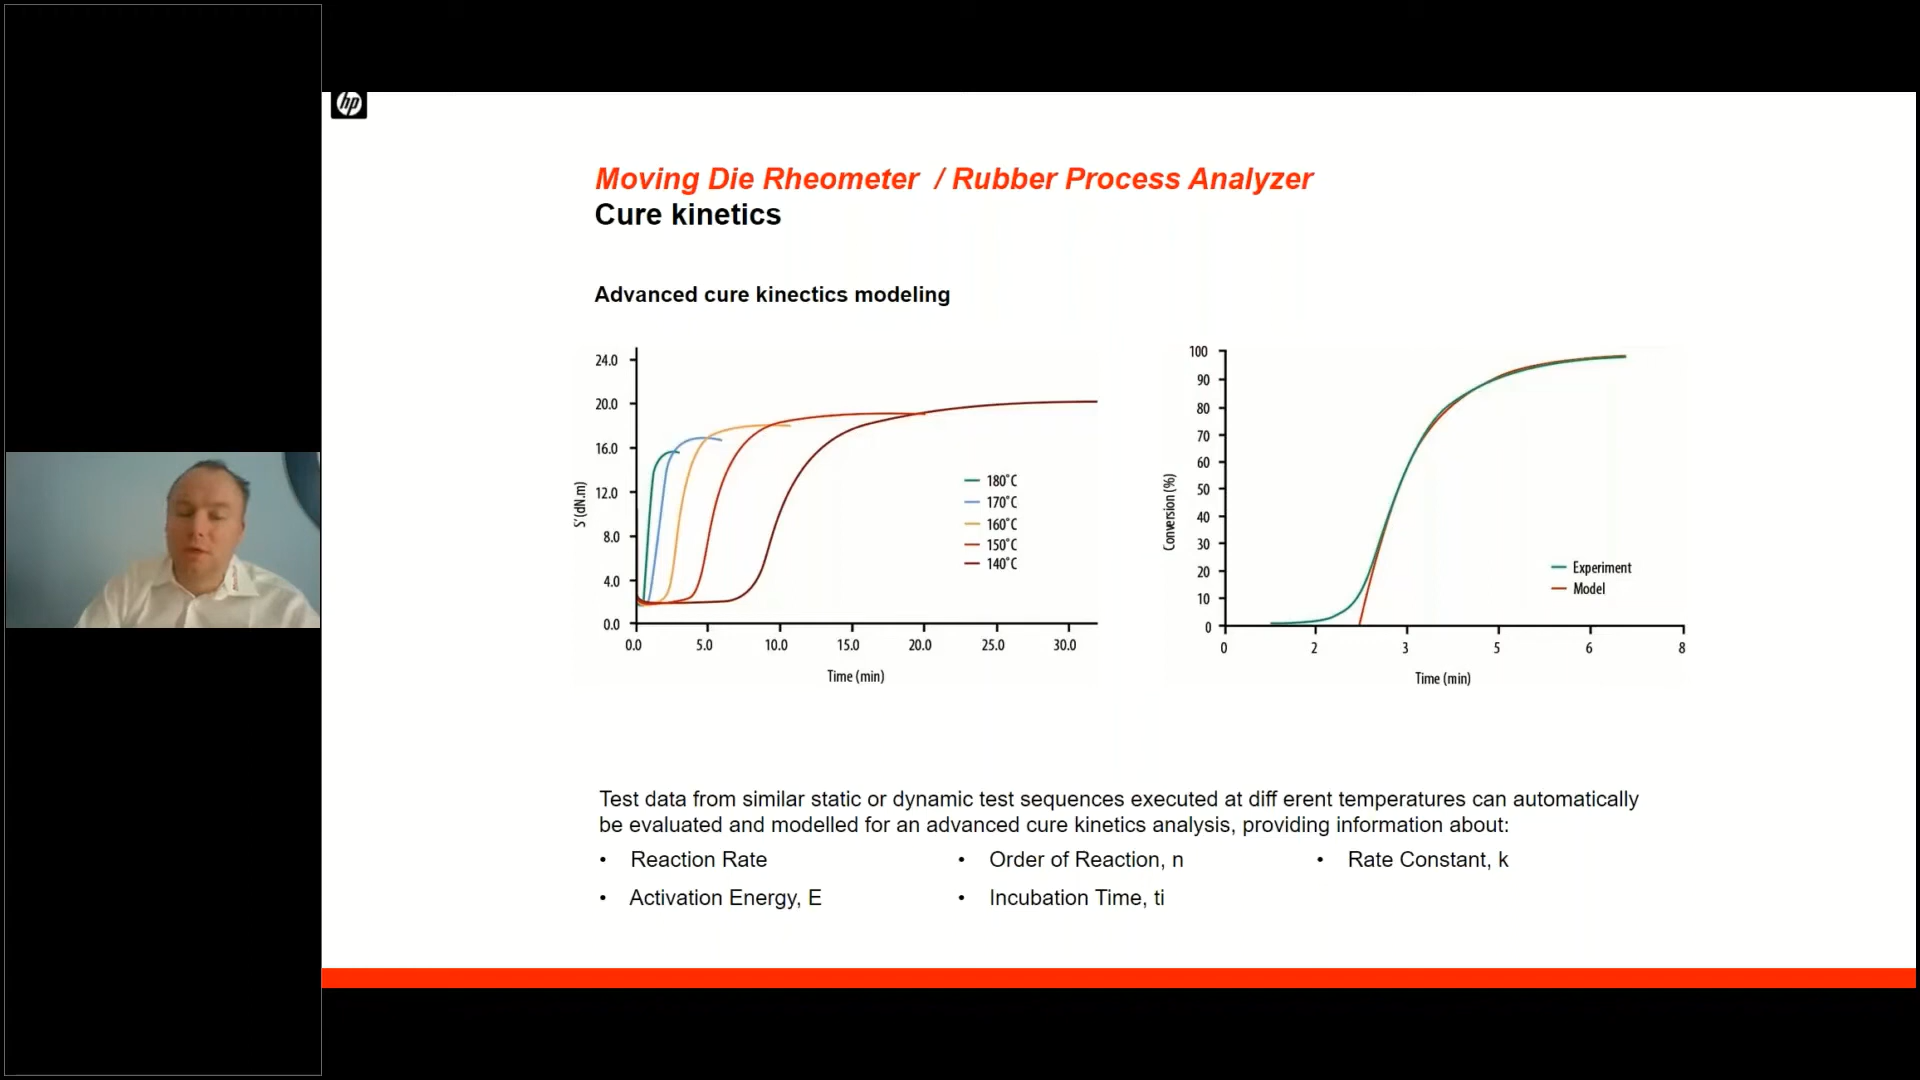 hp
Moving Die Rheometer / Rubber Process Analyzer
Cure kinetics
Advanced cure kinectics modeling
24.0
20.0
16.0
12.0
8.0
4.0
0.0
S'(dN.m)
0.0 5.0 10.0 15.0 20.0 25.0 30.0
Time (min)
180°C
170°C
160°C
150°C
140°C
100
90
80
70
60
50
40
30
20
10
0
Conversion (%)
0 2 3 5 6 8
Time (min)
Experiment
Model
Test data from similar static or dynamic test sequences executed at diff erent temperatures can automatically
be evaluated and modelled for an advanced cure kinetics analysis, providing information about:
• Reaction Rate • Order of Reaction, n • Rate Constant, k
• Activation Energy, E • Incubation Time, ti